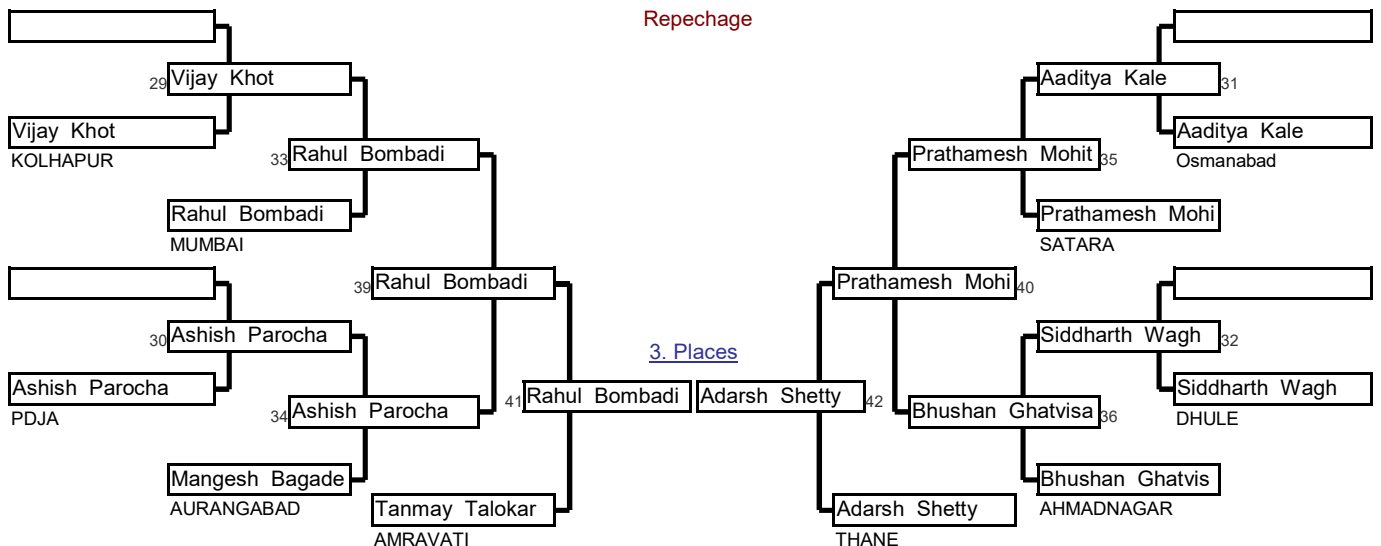 Repechage
29 Vijay Khot
Vijay Khot
KOLHAPUR
33 Rahul Bombadi
Rahul Bombadi
MUMBAI
39 Rahul Bombadi
30 Ashish Parocha
Ashish Parocha
PDJA
34 Ashish Parocha
Mangesh Bagade
AURANGABAD
41 Rahul Bombadi
Tanmay Talokar
AMRAVATI
3. Places
Aaditya Kale 31
Aaditya Kale
Osmanabad
Prathamesh Mohit 35
Prathamesh Mohi
SATARA
Prathamesh Mohi 40
Siddharth Wagh 32
Siddharth Wagh
DHULE
Adarsh Shetty 42
Bhushan Ghatvisa 36
Bhushan Ghatvis
AHMADNAGAR
Adarsh Shetty
THANE